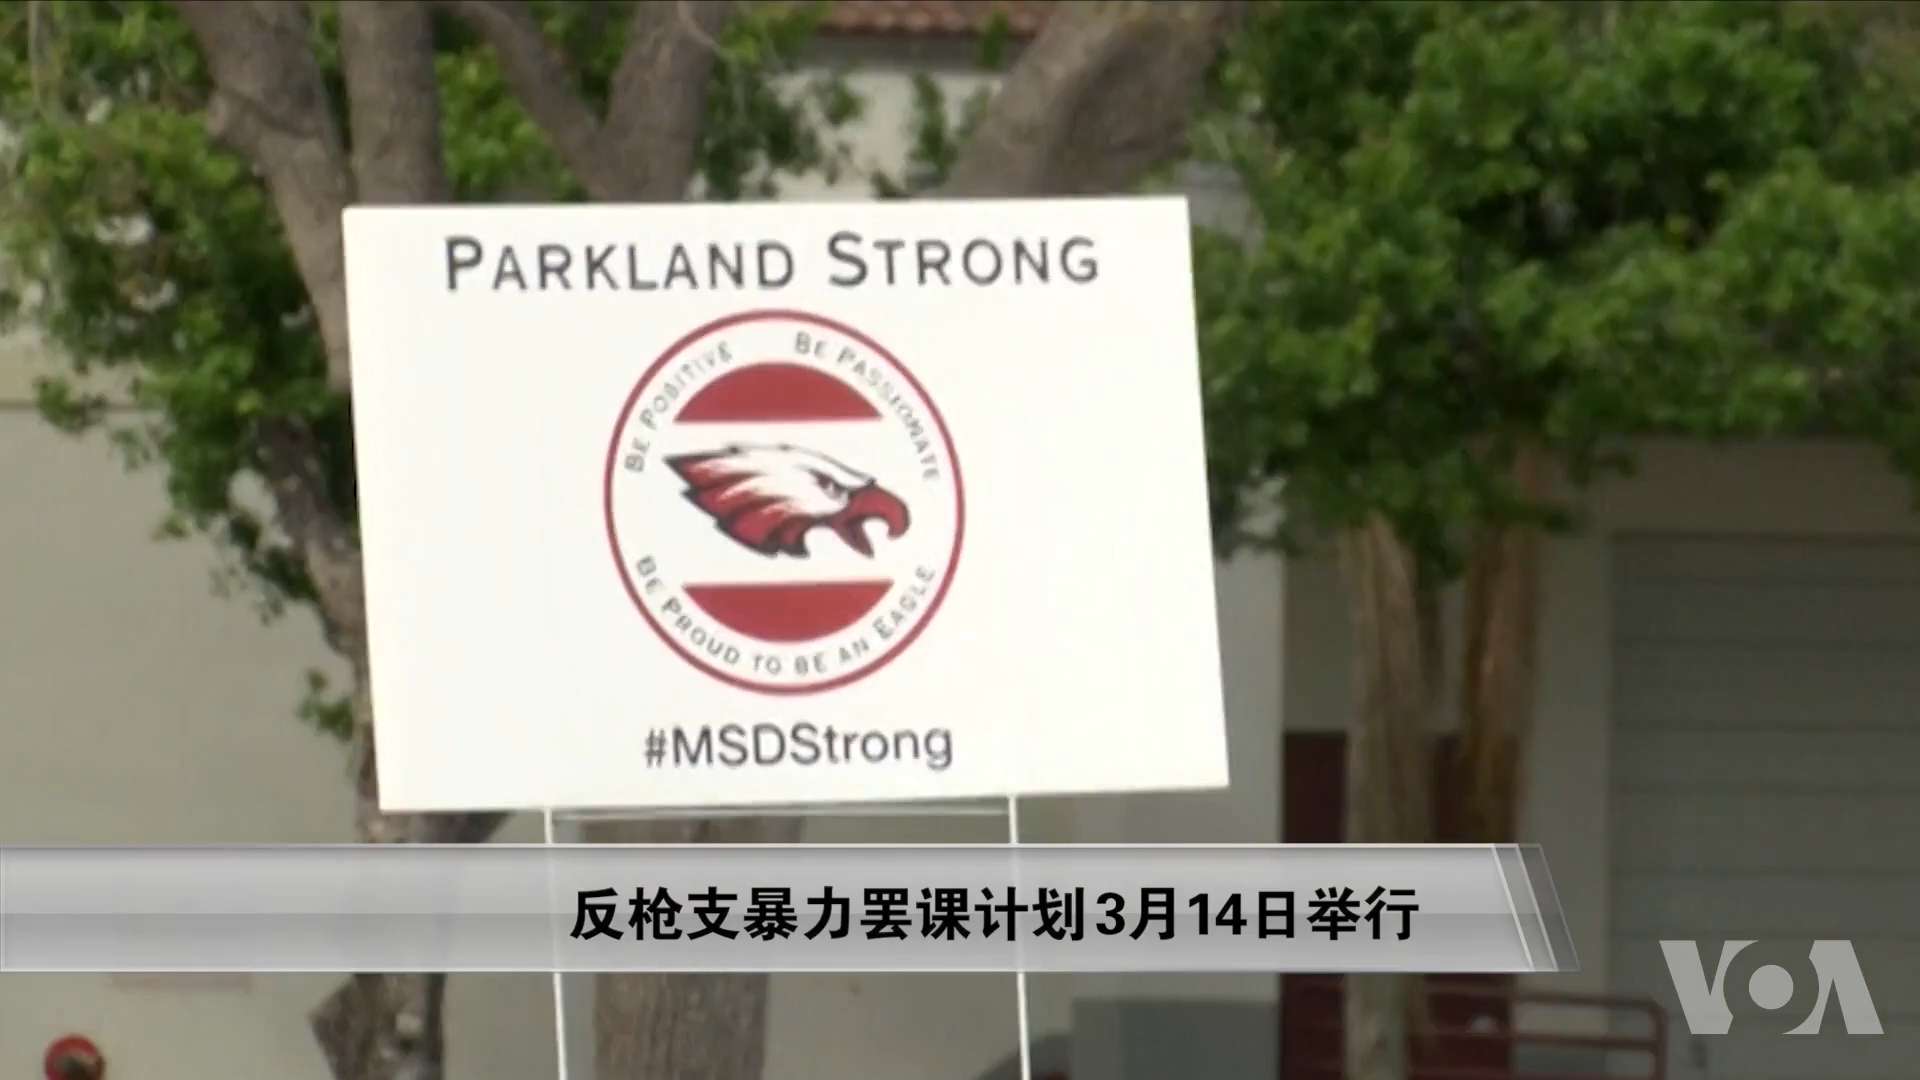 PARKLAND STRONG
BE POSITIVE
BE PASSIONATE
BE PROUD TO BE AN EAGLE
#MSDStrong
反枪支暴力罢课计划3月14日举行
VOA